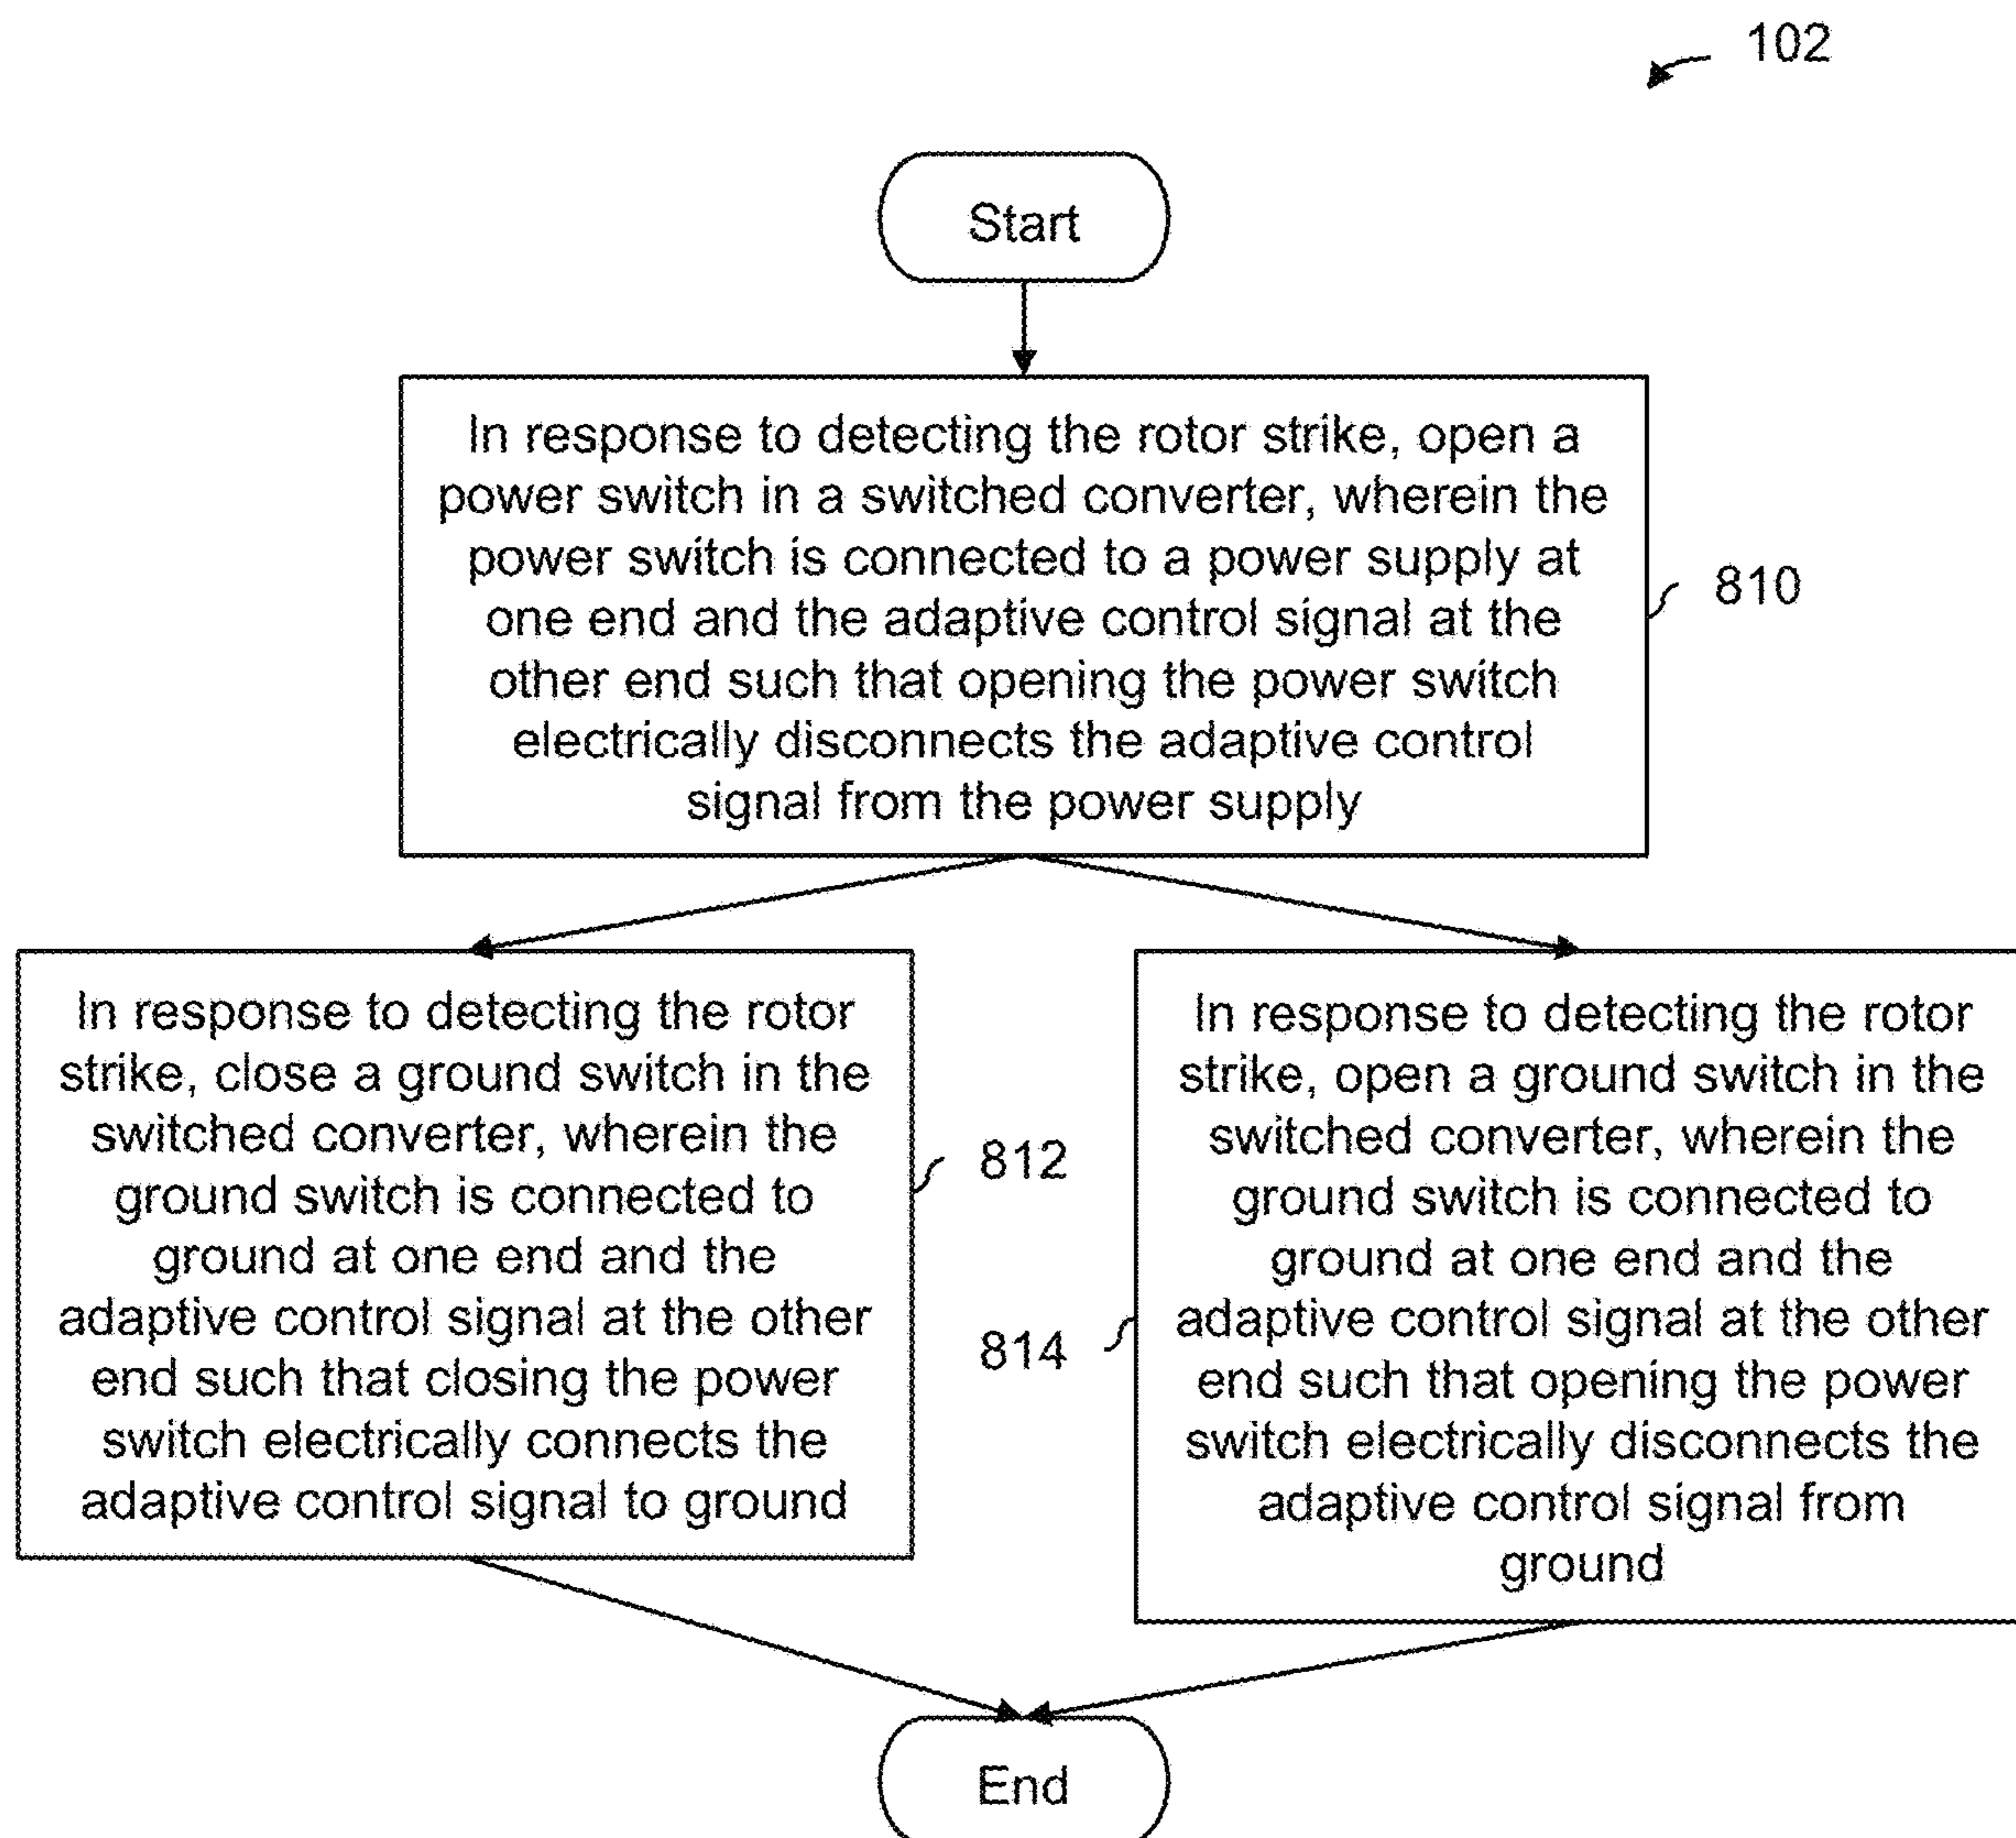 102
Start
In response to detecting the rotor strike, open a
power switch in a switched converter, wherein the
power switch is connected to a power supply at
one end and the adaptive control signal at the
other end such that opening the power switch
electrically disconnects the adaptive control
signal from the power supply
810
In response to detecting the rotor
strike, close a ground switch in the
switched converter, wherein the
ground switch is connected to
ground at one end and the
adaptive control signal at the other
end such that closing the power
switch electrically connects the
adaptive control signal to ground
812
In response to detecting the rotor
strike, open a ground switch in the
switched converter, wherein the
ground switch is connected to
ground at one end and the
adaptive control signal at the other
end such that opening the power
switch electrically disconnects the
adaptive control signal from
ground
814
End